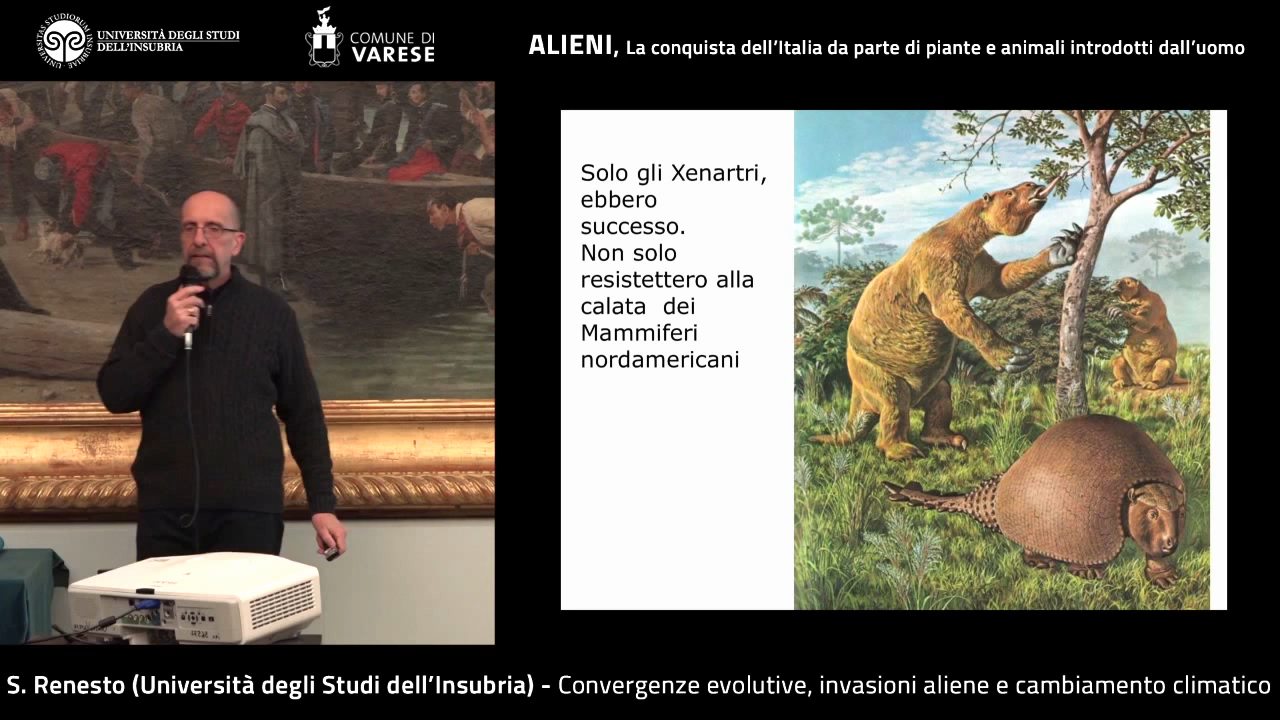 UNIVERSITÀ DEGLI STUDI
DELL'INSUBRIA
COMUNE DI
VARESE
ALIENI, La conquista dell'Italia da parte di piante e animali introdotti dall'uomo
Solo gli Xenartri,
ebbero
successo.
Non solo
resistettero alla
calata  dei
Mammiferi
nordamericani
S. Renesto (Università degli Studi dell'Insubria) - Convergenze evolutive, invasioni aliene e cambiamento climatico